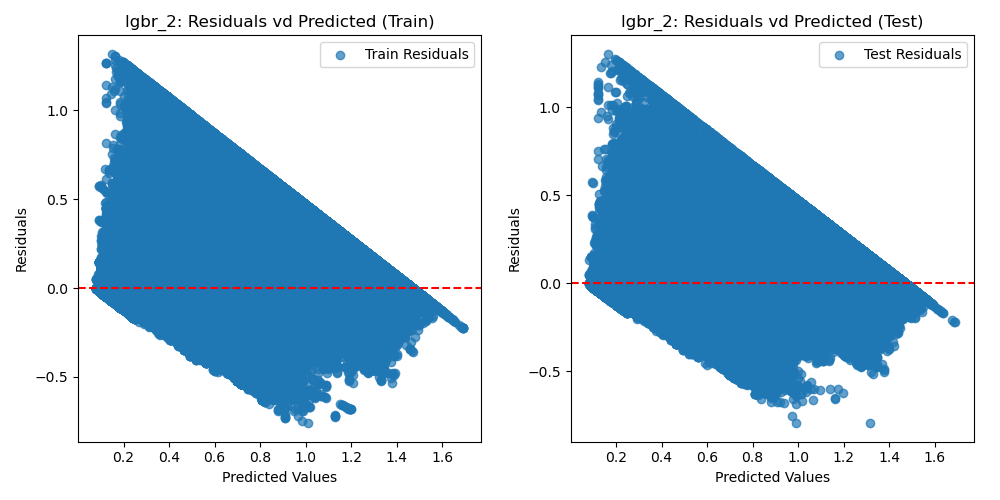 lgbr_2: Residuals vd Predicted (Train)
Train Residuals
Residuals
1.0
0.5
0.0
−0.5
0.2 0.4 0.6 0.8 1.0 1.2 1.4 1.6
Predicted Values
lgbr_2: Residuals vd Predicted (Test)
Test Residuals
Residuals
1.0
0.5
0.0
−0.5
0.2 0.4 0.6 0.8 1.0 1.2 1.4 1.6
Predicted Values